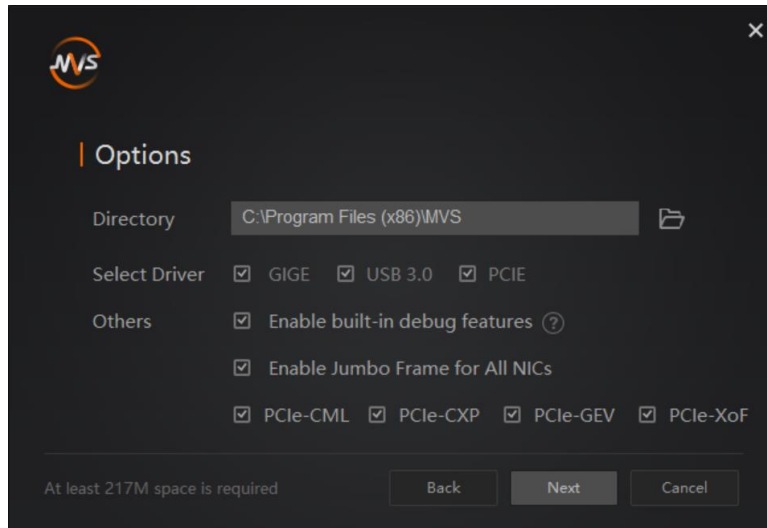 MVS
Options
Directory C:\Program Files (x86)\MVS
Select Driver GIGE USB 3.0 PCIE
Others Enable built-in debug features ?
Enable Jumbo Frame for All NICs
PCIe-CML PCIe-CXP PCIe-GEV PCIe-XoF
At least 217M space is required Back Next Cancel